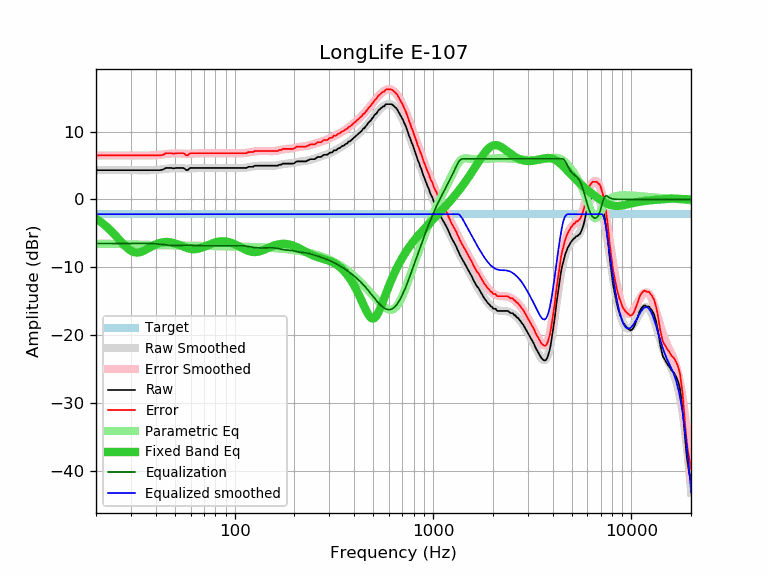 LongLife E-107
Amplitude (dBr)
10
0
−10
−20
−30
−40
Target
Raw Smoothed
Error Smoothed
Raw
Error
Parametric Eq
Fixed Band Eq
Equalization
Equalized smoothed
100
1000
10000
Frequency (Hz)